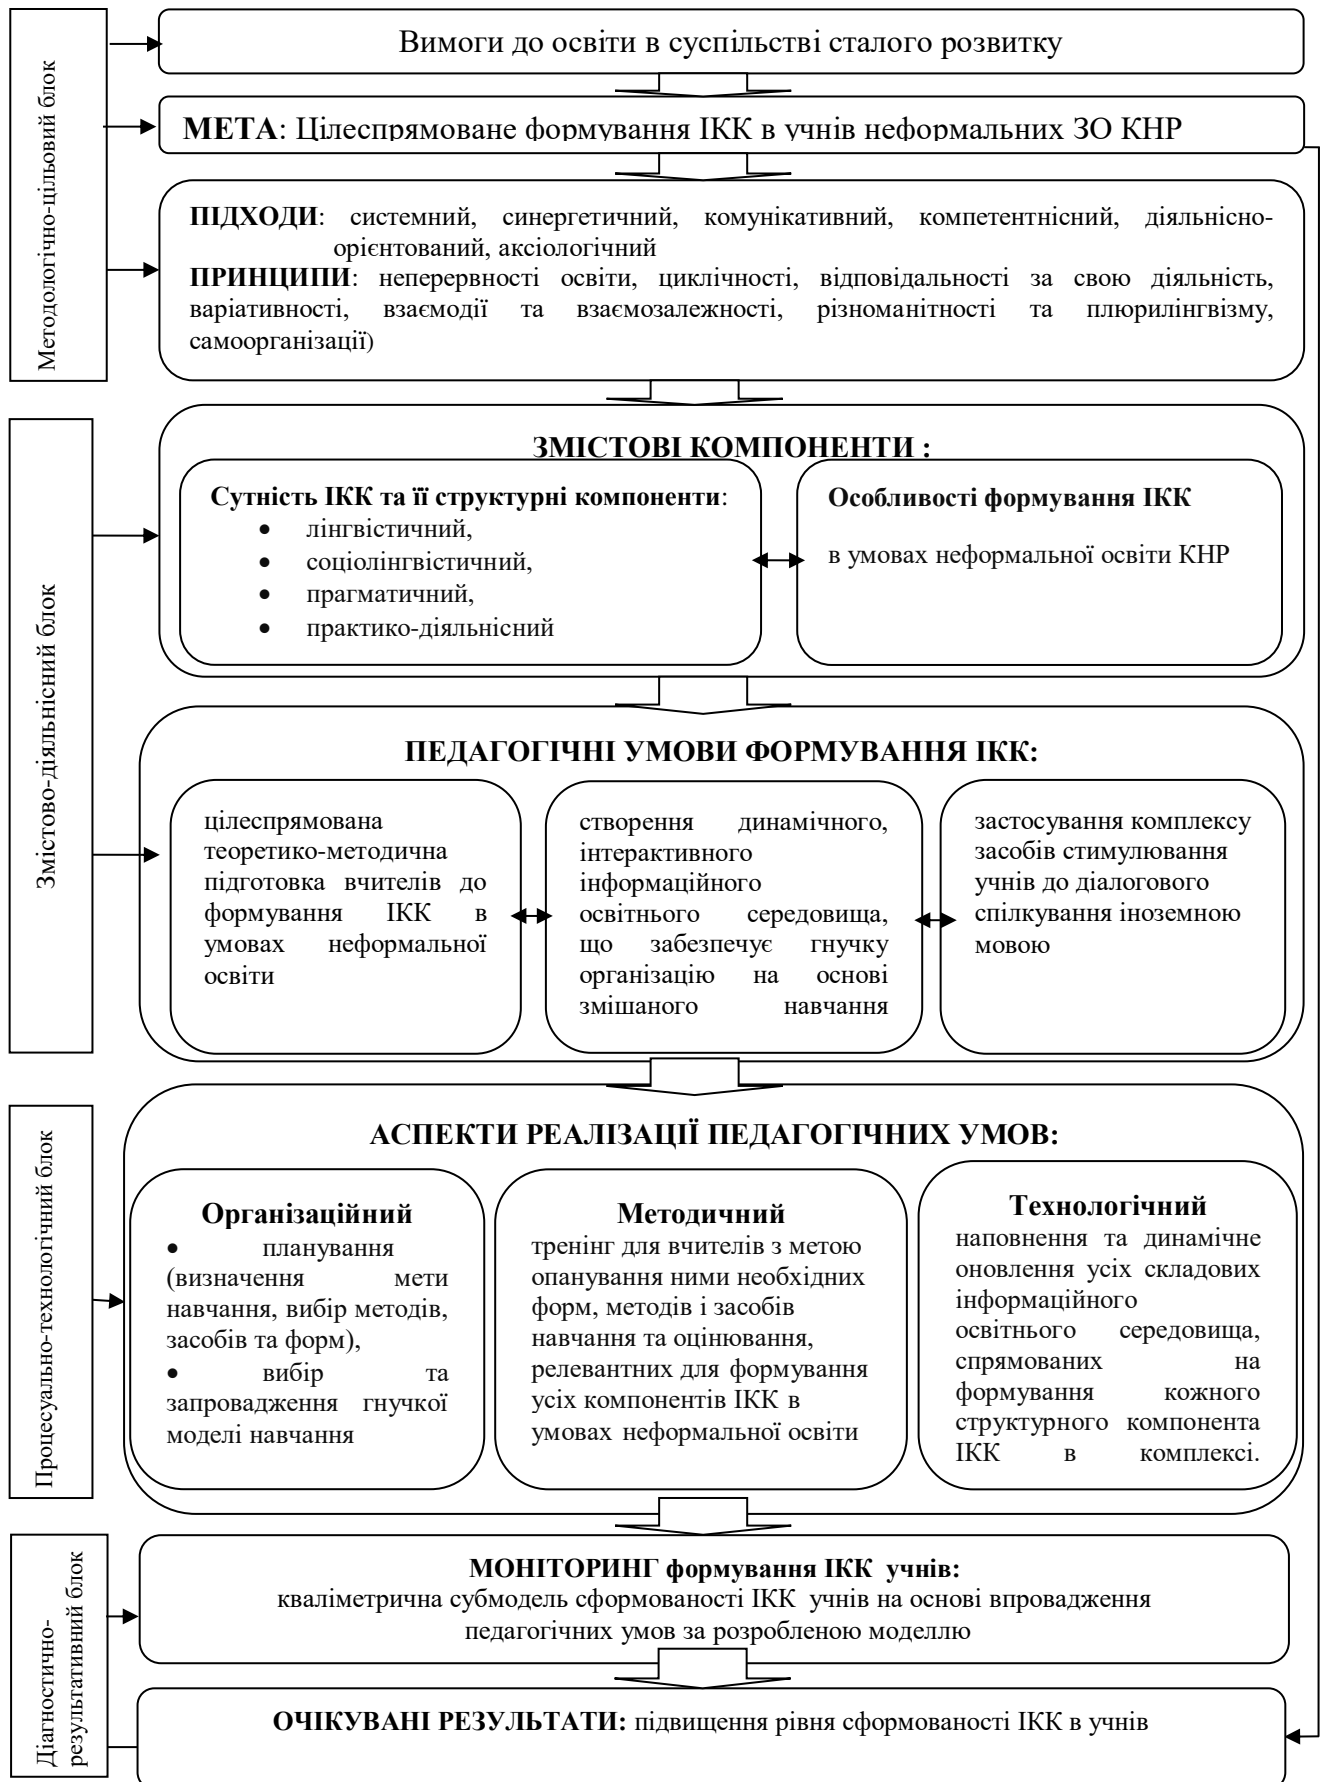 Методологічно-цільовий блок
Вимоги до освіти в суспільстві сталого розвитку
МЕТА: Цілеспрямоване формування ІКК в учнів неформальних ЗО КНР
ПІДХОДИ: системний, синергетичний, комунікативний, компетентнісний, діяльнісно-
орієнтований, аксіологічний
ПРИНЦИПИ: неперервності освіти, циклічності, відповідальності за свою діяльність,
варіативності, взаємодії та взаємозалежності, різноманітності та плюрилінгвізму,
самоорганізації)
Змістово-діяльнісний блок
ЗМІСТОВІ КОМПОНЕНТИ :
Сутність ІКК та її структурні компоненти:
• лінгвістичний,
• соціолінгвістичний,
• прагматичний,
• практико-діяльнісний
Особливості формування ІКК
в умовах неформальної освіти КНР
ПЕДАГОГІЧНІ УМОВИ ФОРМУВАННЯ ІКК:
цілеспрямована
теоретико-методична
підготовка вчителів до
формування ІКК в
умовах неформальної
освіти
створення динамічного,
інтерактивного
інформаційного
освітнього середовища,
що забезпечує гнучку
організацію на основі
змішаного навчання
застосування комплексу
засобів стимулювання
учнів до діалогового
спілкування іноземною
мовою
Процесуально-технологічний блок
АСПЕКТИ РЕАЛІЗАЦІЇ ПЕДАГОГІЧНИХ УМОВ:
Організаційний
• планування
(визначення мети
навчання, вибір методів,
засобів та форм),
• вибір та
запровадження гнучкої
моделі навчання
Методичний
тренінг для вчителів з метою
опанування ними необхідних
форм, методів і засобів
навчання та оцінювання,
релевантних для формування
усіх компонентів ІКК в
умовах неформальної освіти
Технологічний
наповнення та динамічне
оновлення усіх складових
інформаційного
освітнього середовища,
спрямованих на
формування кожного
структурного компонента
ІКК в комплексі.
Діагностично-
результативний блок
МОНІТОРИНГ формування ІКК учнів:
кваліметрична субмодель сформованості ІКК учнів на основі впровадження
педагогічних умов за розробленою моделлю
ОЧІКУВАНІ РЕЗУЛЬТАТИ: підвищення рівня сформованості ІКК в учнів